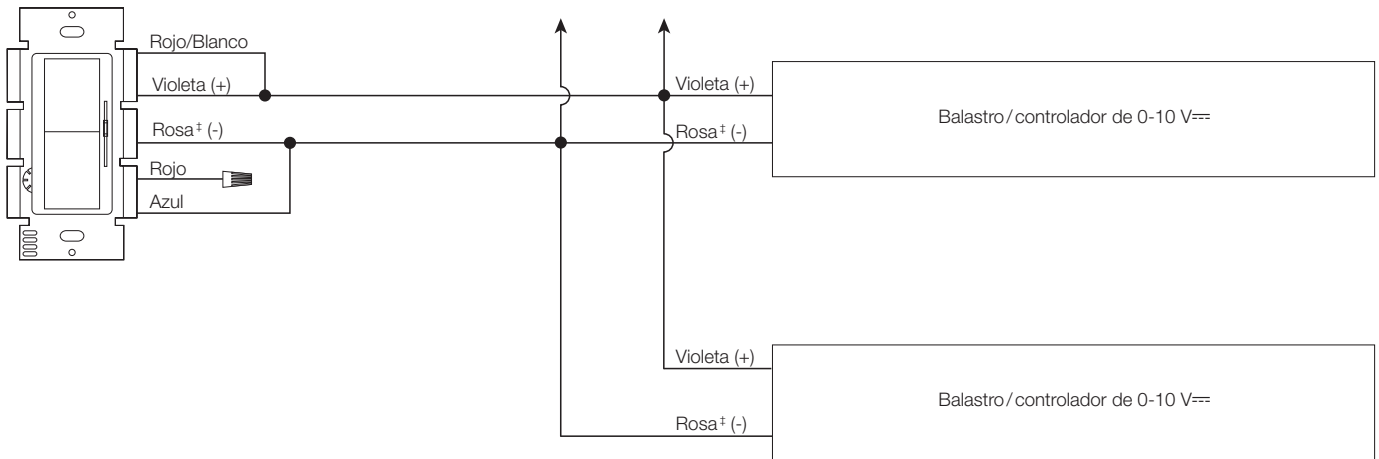 Rojo/Blanco
Violeta (+)
Rosa‡ (-)
Rojo
Azul
Violeta (+)
Rosa‡ (-)
Balastro/controlador de 0-10 V⎓
Violeta (+)
Rosa‡ (-)
Balastro/controlador de 0-10 V⎓